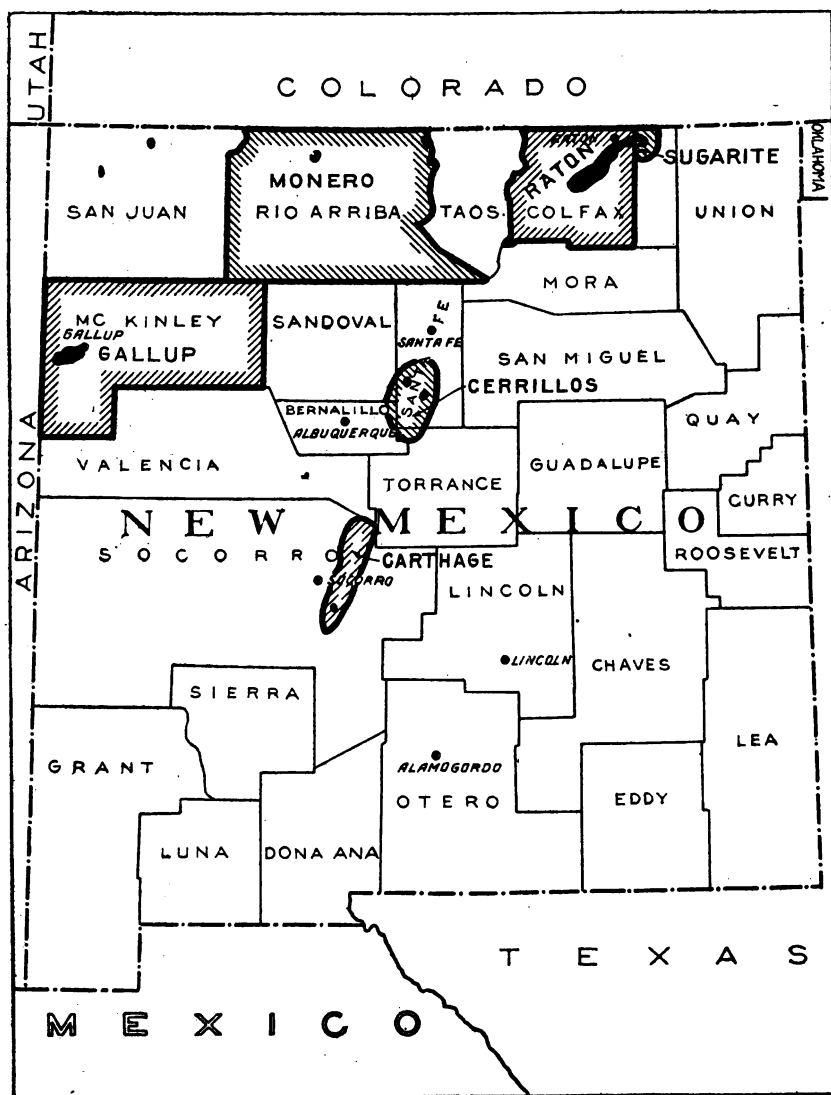 UTAH
COLORADO
OKLAHOMA
RATON
RATON
SUGARITE
MONERO
SAN JUAN
RIO ARRIBA
TAOS
COLFAX
UNION
MORA
MC KINLEY
GALLUP
GALLUP
SANDOVAL
SANTA FE
SANTA FE
SAN MIGUEL
CERRILLOS
BERNALILLO
ALBUQUERQUE
QUAY
ARIZONA
VALENCIA
TORRANCE
GUADALUPE
CURRY
NEW MEXICO
SOCORRO
CARTHAGE
ROOSEVELT
SOCORRO
LINCOLN
LINCOLN
CHAVES
SIERRA
GRANT
LEA
ALAMOGORDO
OTERO
EDDY
LUNA
DONA ANA
TEXAS
MEXICO